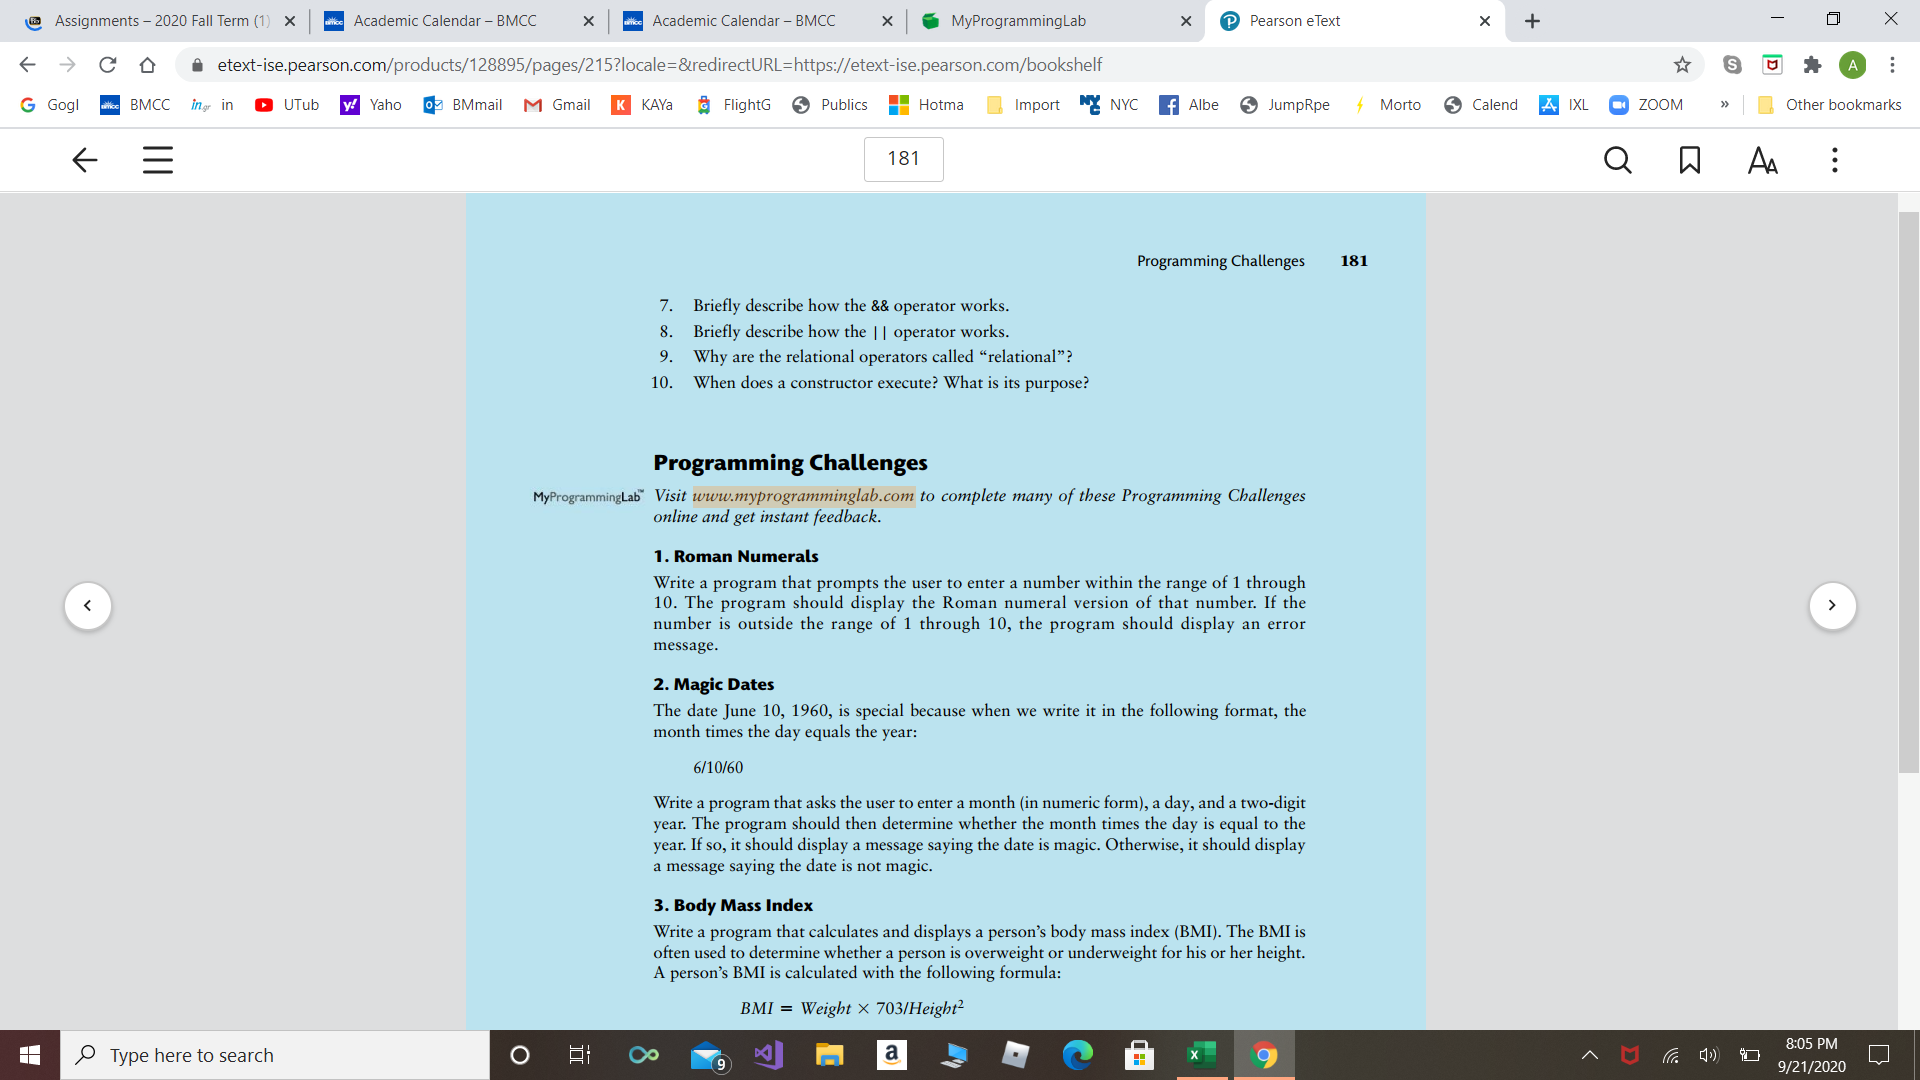 Assignments – 2020 Fall Term (1)
Academic Calendar – BMCC
Academic Calendar – BMCC
MyProgrammingLab
Pearson eText
etext-ise.pearson.com/products/128895/pages/215?locale=&redirectURL=https://etext-ise.pearson.com/bookshelf
A
Gogl BMCC in UTub Yaho BMmail Gmail KAYa FlightG Publics Hotma Import NYC Albe JumpRpe Morto Calend IXL ZOOM » Other bookmarks
181
Programming Challenges 181
7. Briefly describe how the && operator works.
8. Briefly describe how the || operator works.
9. Why are the relational operators called “relational”?
10. When does a constructor execute? What is its purpose?
Programming Challenges
MyProgrammingLab™ Visit www.myprogramminglab.com to complete many of these Programming Challenges
online and get instant feedback.
1. Roman Numerals
Write a program that prompts the user to enter a number within the range of 1 through
10. The program should display the Roman numeral version of that number. If the
number is outside the range of 1 through 10, the program should display an error
message.
2. Magic Dates
The date June 10, 1960, is special because when we write it in the following format, the
month times the day equals the year:
6/10/60
Write a program that asks the user to enter a month (in numeric form), a day, and a two-digit
year. The program should then determine whether the month times the day is equal to the
year. If so, it should display a message saying the date is magic. Otherwise, it should display
a message saying the date is not magic.
3. Body Mass Index
Write a program that calculates and displays a person’s body mass index (BMI). The BMI is
often used to determine whether a person is overweight or underweight for his or her height.
A person’s BMI is calculated with the following formula:
BMI = Weight × 703/Height²
Type here to search
9
8:05 PM
9/21/2020